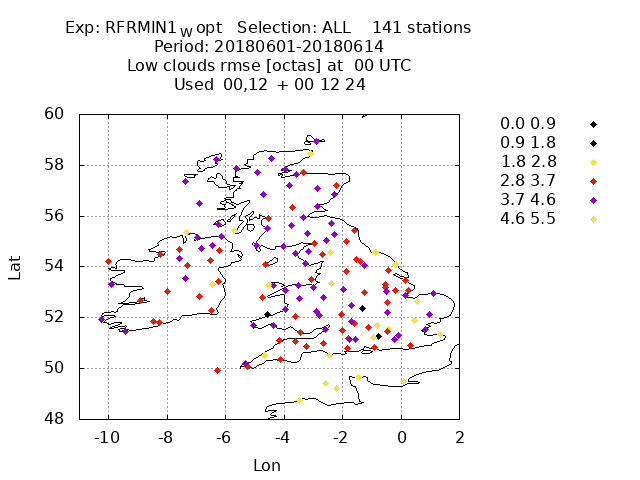 Exp: RFRMIN1_W opt Selection: ALL 141 stations
Period: 20180601-20180614
Low clouds rmse [octas] at 00 UTC
Used 00,12 + 00 12 24
60
58
56
54
52
50
48
Lat
-10 -8 -6 -4 -2 0 2
Lon
0.0 0.9
0.9 1.8
1.8 2.8
2.8 3.7
3.7 4.6
4.6 5.5